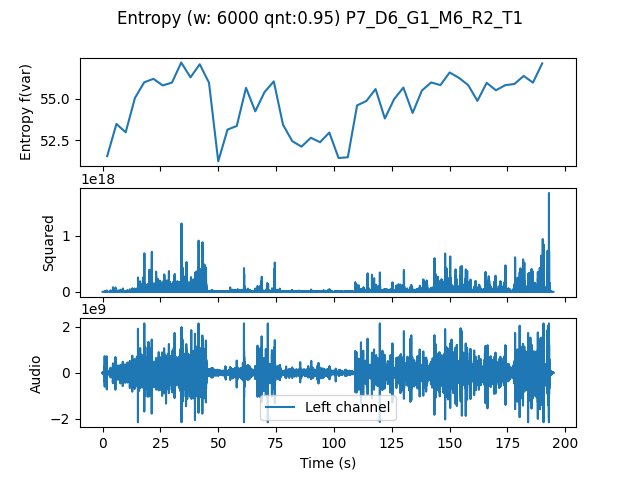 Entropy (w: 6000 qnt:0.95) P7_D6_G1_M6_R2_T1
Entropy f(var)
55.0
52.5
1e18
Squared
1
0
1e9
Audio
2
0
−2
Left channel
0 25 50 75 100 125 150 175 200
Time (s)